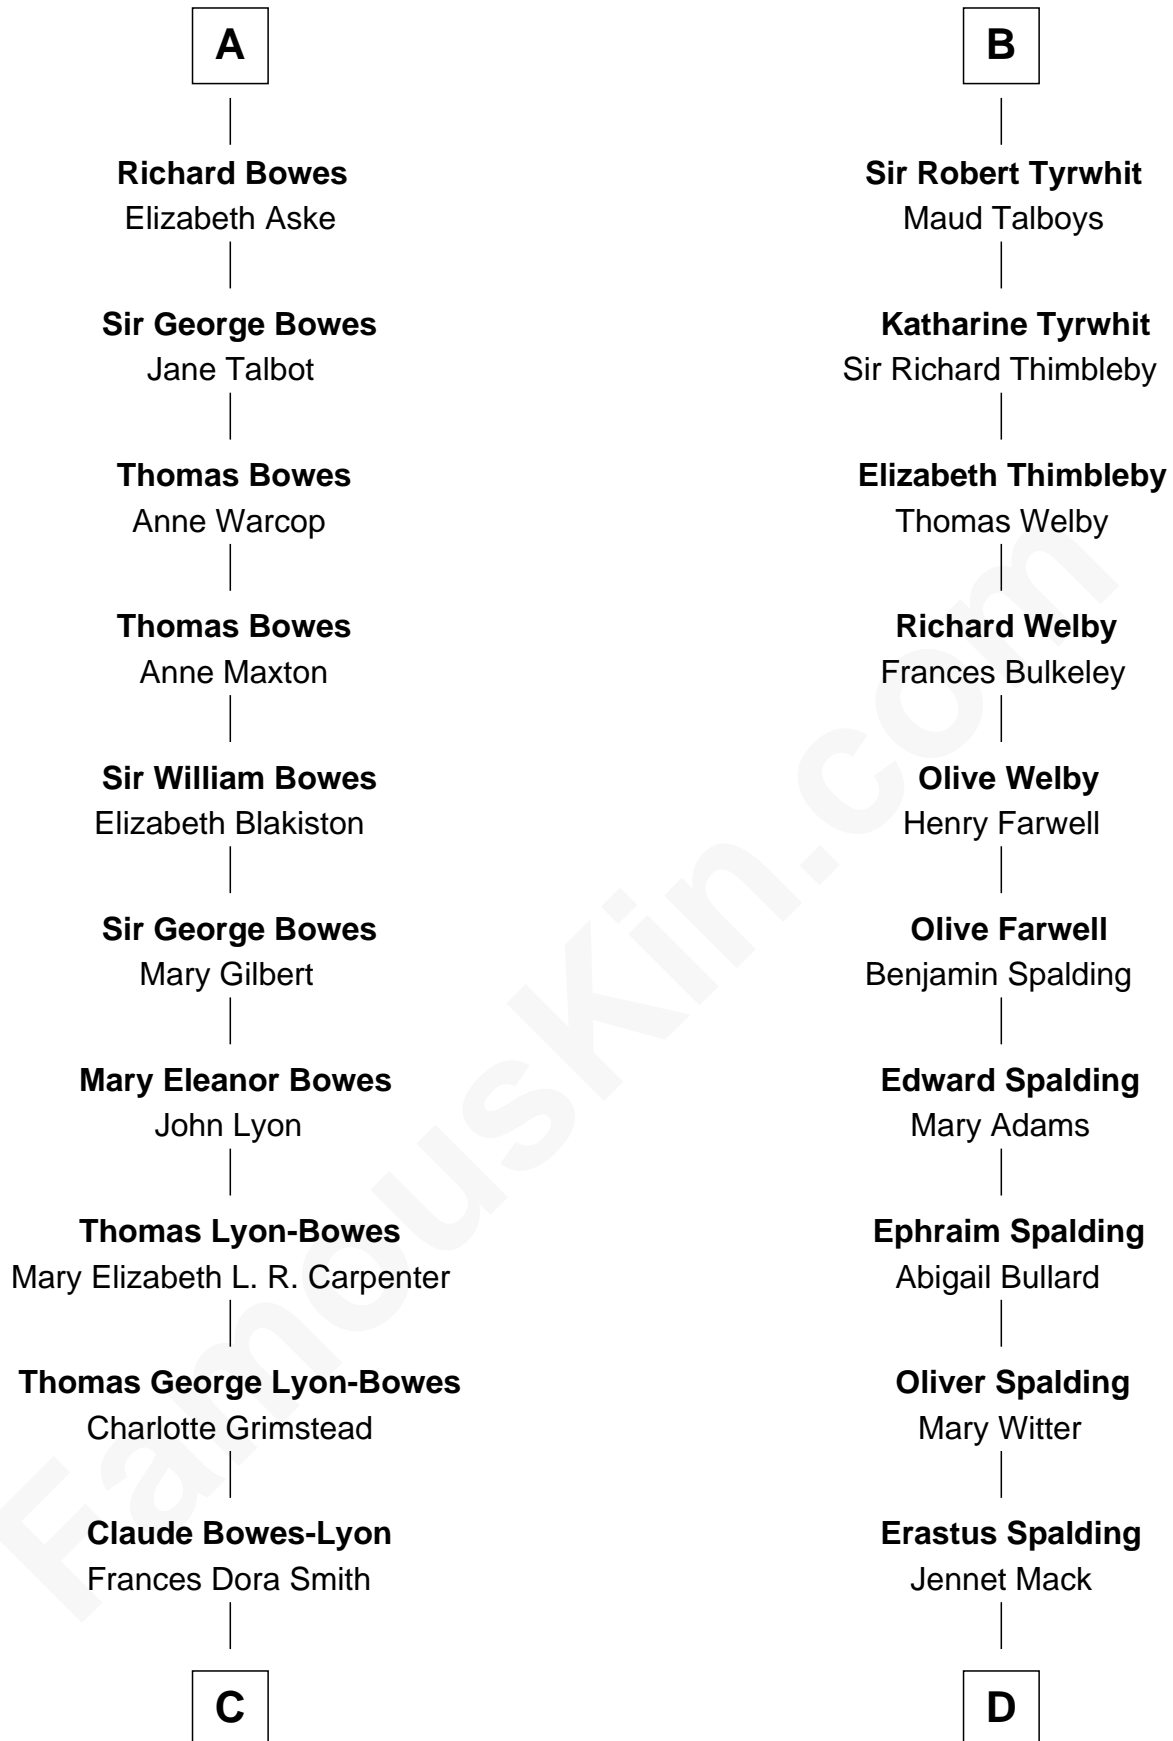 A
Richard Bowes
Elizabeth Aske
Sir George Bowes
Jane Talbot
Thomas Bowes
Anne Warcop
Thomas Bowes
Anne Maxton
Sir William Bowes
Elizabeth Blakiston
Sir George Bowes
Mary Gilbert
Mary Eleanor Bowes
John Lyon
Thomas Lyon-Bowes
Mary Elizabeth L. R. Carpenter
Thomas George Lyon-Bowes
Charlotte Grimstead
Claude Bowes-Lyon
Frances Dora Smith
C
B
Sir Robert Tyrwhit
Maud Talboys
Katharine Tyrwhit
Sir Richard Thimbleby
Elizabeth Thimbleby
Thomas Welby
Richard Welby
Frances Bulkeley
Olive Welby
Henry Farwell
Olive Farwell
Benjamin Spalding
Edward Spalding
Mary Adams
Ephraim Spalding
Abigail Bullard
Oliver Spalding
Mary Witter
Erastus Spalding
Jennet Mack
D
FamousKin.com